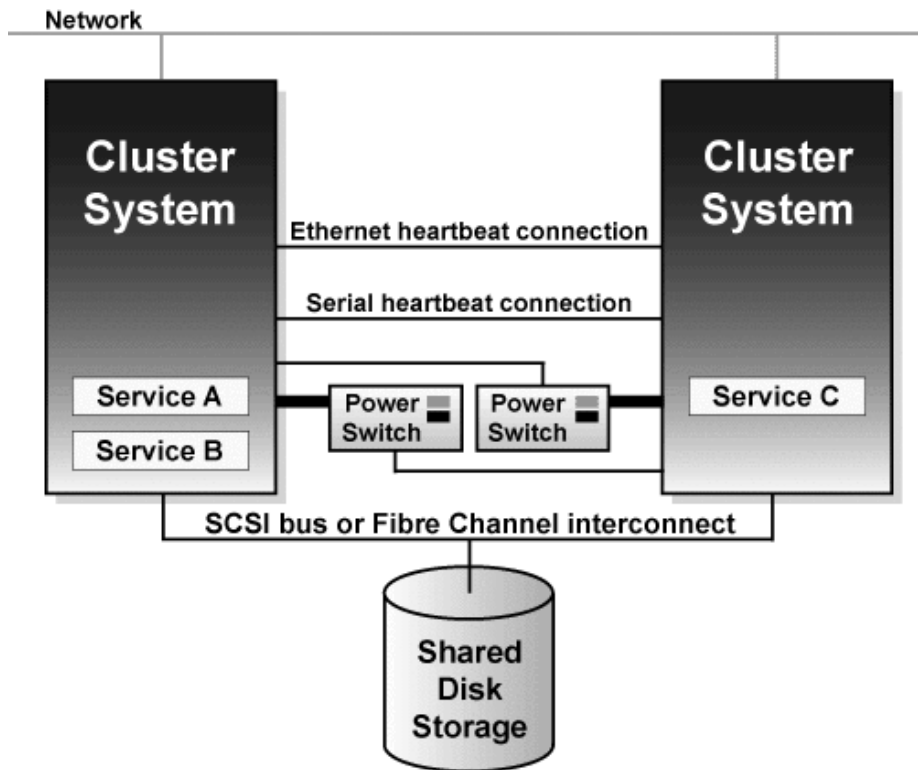 Network
Cluster
System
Cluster
System
Ethernet heartbeat connection
Serial heartbeat connection
Service A
Service B
Power
Switch
Power
Switch
Service C
SCSI bus or Fibre Channel interconnect
Shared
Disk
Storage